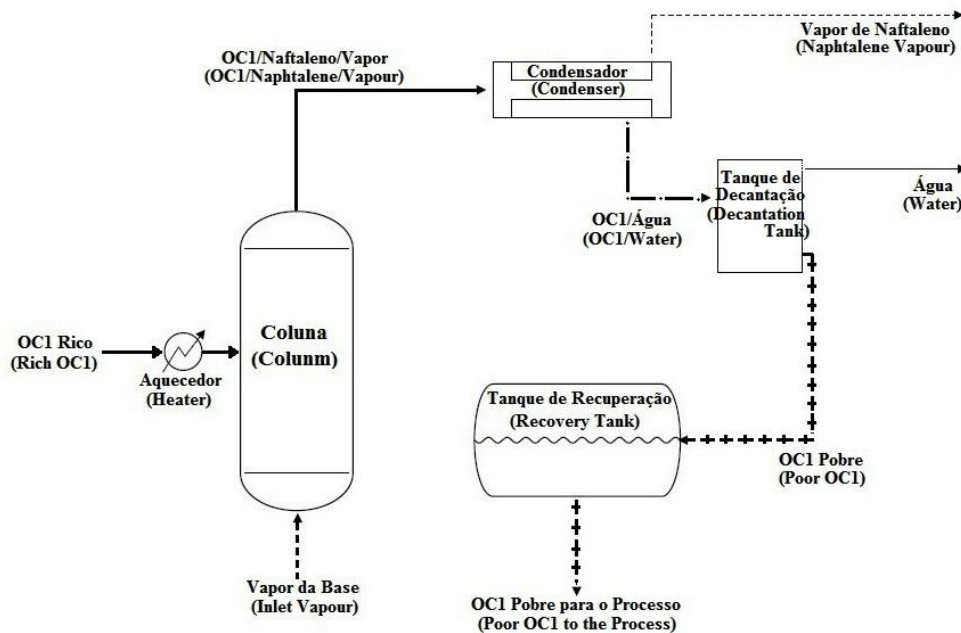 Vapor de Naftaleno
(Naphtalene Vapour)
OC1/Naftaleno/Vapor
(OC1/Naphtalene/Vapour)
Condensador
(Condenser)
Tanque de
Decantação
(Decantation
Tank)
Água
(Water)
OC1/Água
(OC1/Water)
Coluna
(Colunm)
OC1 Rico
(Rich OC1)
Aquecedor
(Heater)
Tanque de Recuperação
(Recovery Tank)
OC1 Pobre
(Poor OC1)
Vapor da Base
(Inlet Vapour)
OC1 Pobre para o Processo
(Poor OC1 to the Process)